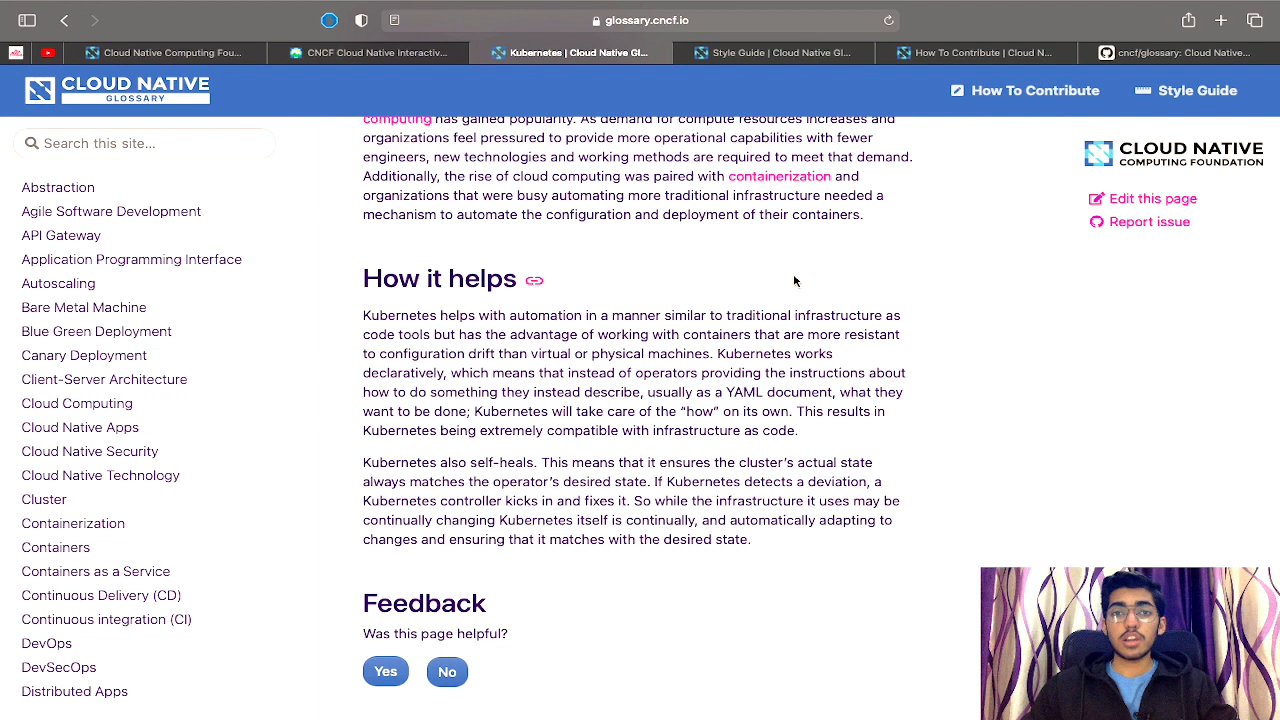 glossary.cncf.io
Cloud Native Computing Fou...
CNCF Cloud Native Interactiv...
Kubernetes | Cloud Native Gl...
Style Guide | Cloud Native Gl...
How To Contribute | Cloud N...
cncf/glossary: Cloud Native...
CLOUD NATIVE
GLOSSARY
How To Contribute
Style Guide
Search this site...
Abstraction
Agile Software Development
API Gateway
Application Programming Interface
Autoscaling
Bare Metal Machine
Blue Green Deployment
Canary Deployment
Client-Server Architecture
Cloud Computing
Cloud Native Apps
Cloud Native Security
Cloud Native Technology
Cluster
Containerization
Containers
Containers as a Service
Continuous Delivery (CD)
Continuous integration (CI)
DevOps
DevSecOps
Distributed Apps
computing has gained popularity. As demand for compute resources increases and
organizations feel pressured to provide more operational capabilities with fewer
engineers, new technologies and working methods are required to meet that demand.
Additionally, the rise of cloud computing was paired with containerization and
organizations that were busy automating more traditional infrastructure needed a
mechanism to automate the configuration and deployment of their containers.
How it helps
Kubernetes helps with automation in a manner similar to traditional infrastructure as
code tools but has the advantage of working with containers that are more resistant
to configuration drift than virtual or physical machines. Kubernetes works
declaratively, which means that instead of operators providing the instructions about
how to do something they instead describe, usually as a YAML document, what they
want to be done; Kubernetes will take care of the “how” on its own. This results in
Kubernetes being extremely compatible with infrastructure as code.
Kubernetes also self-heals. This means that it ensures the cluster’s actual state
always matches the operator’s desired state. If Kubernetes detects a deviation, a
Kubernetes controller kicks in and fixes it. So while the infrastructure it uses may be
continually changing Kubernetes itself is continually, and automatically adapting to
changes and ensuring that it matches with the desired state.
Feedback
Was this page helpful?
Yes
No
CLOUD NATIVE
COMPUTING FOUNDATION
Edit this page
Report issue